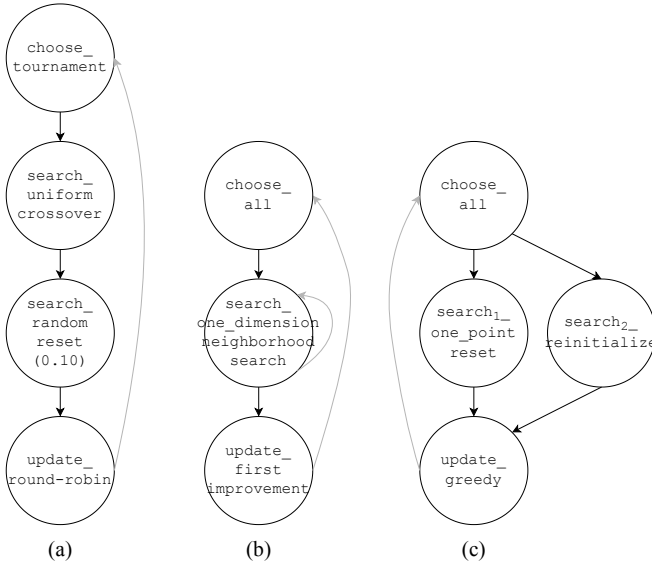 choose_
tournament
search_
uniform
crossover
search_
random
reset
(0.10)
update_
round-robin
(a)
choose_
all
search_
one_dimension
neighborhood
search
update_
first
improvement
(b)
choose_
all
search₁_
one_point
reset
search₂_
reinitialize
update_
greedy
(c)